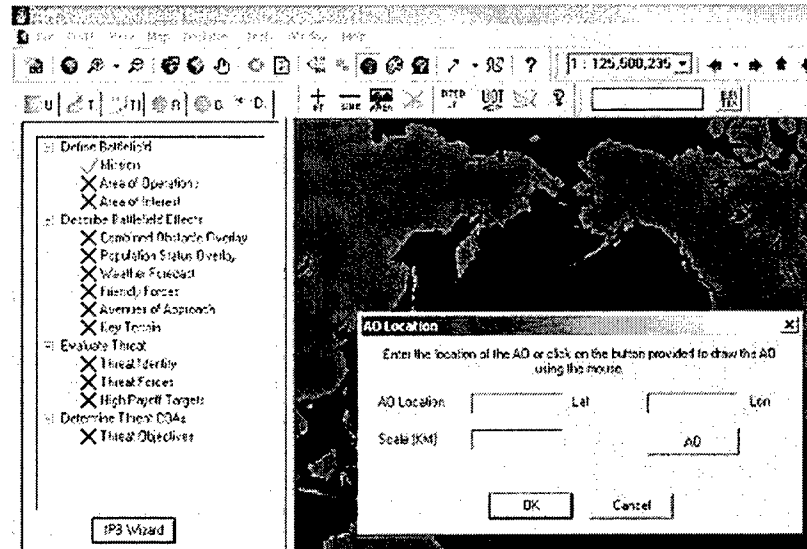 Map
Help
?
1 : 125,500,235
U T TI R D.
Define Battlefield
Mission
Area of Operations
Area of Interest
Describe Battlefield Effects
Combined Obstacle Overlay
Population Status Overlay
Weather Forecast
Friendly Forces
Avenues of Approach
Key Terrain
Evaluate Threat
Threat Identity
Threat Forces
High Payoff Targets
Determine Threat COAs
Threat Objectives
IPB Wizard
AO Location
Enter the location of the AO or click on the button provided to draw the AO
using the mouse.
AO Location Lat Lon
Scale (KM) AO
OK Cancel